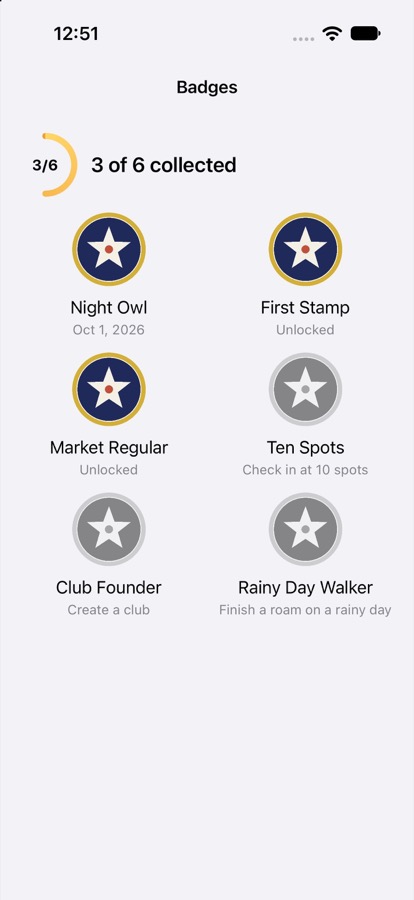 12:51
Badges
3/6
3 of 6 collected
Night Owl
Oct 1, 2026
First Stamp
Unlocked
Market Regular
Unlocked
Ten Spots
Check in at 10 spots
Club Founder
Create a club
Rainy Day Walker
Finish a roam on a rainy day